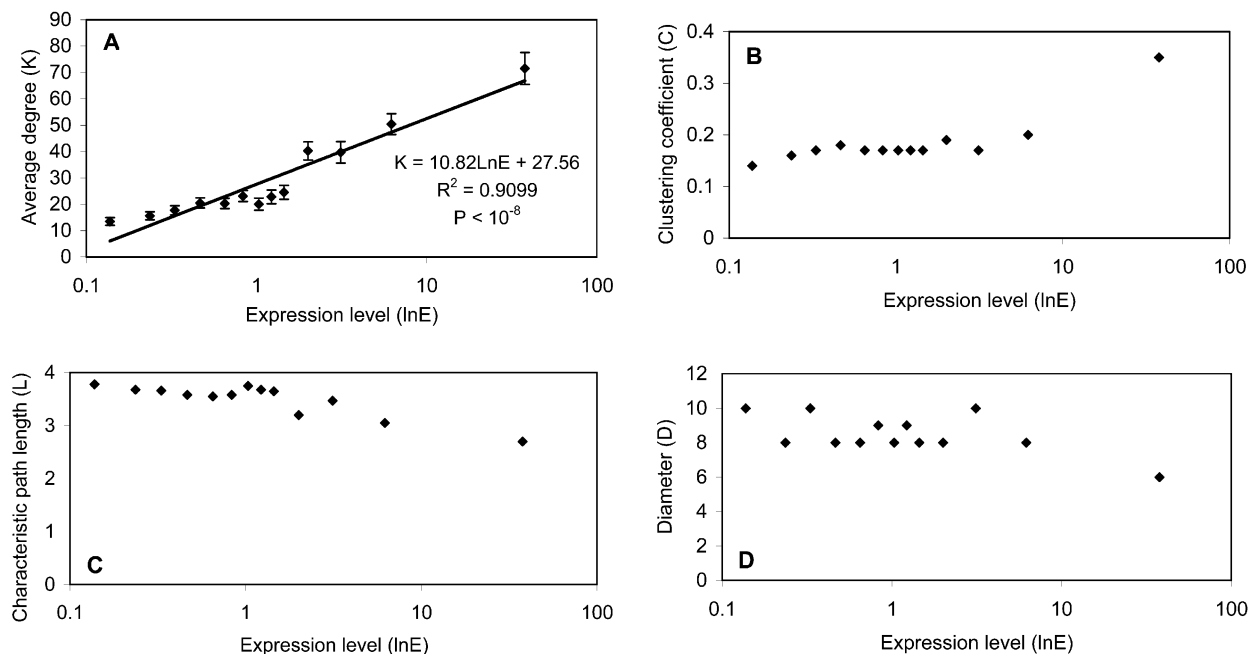 A
Average degree (K)
90
80
70
60
50
40
30
20
10
0
K = 10.82LnE + 27.56
R² = 0.9099
P < 10⁻⁸
0.1 1 10 100
Expression level (lnE)
B
Clustering coefficient (C)
0.4
0.3
0.2
0.1
0
0.1 1 10 100
Expression level (lnE)
C
Characteristic path length (L)
4
3
2
1
0
0.1 1 10 100
Expression level (lnE)
D
Diameter (D)
12
10
8
6
4
2
0
0.1 1 10 100
Expression level (lnE)